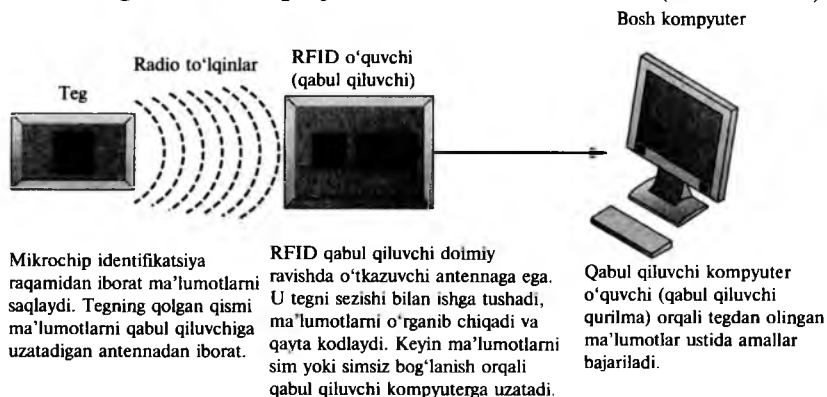 Bosh kompyuter
Radio to‘lqinlar
RFID o‘quvchi
(qabul qiluvchi)
Teg
Mikrochip identifikatsiya
raqamidan iborat ma’lumotlarni
saqlaydi. Tegning qolgan qismi
ma’lumotlarni qabul qiluvchiga
uzatadigan antennadan iborat.
RFID qabul qiluvchi doimiy
ravishda o‘tkazuvchi antennaga ega.
U tegni sezishi bilan ishga tushadi,
ma’lumotlarni o‘rganib chiqadi va
qayta kodlaydi. Keyin ma’lumotlarni
sim yoki simsiz bog‘lanish orqali
qabul qiluvchi kompyuterga uzatadi.
Qabul qiluvchi kompyuter
o‘quvchi (qabul qiluvchi
qurilma) orqali tegdan olingan
ma’lumotlar ustida amallar
bajariladi.